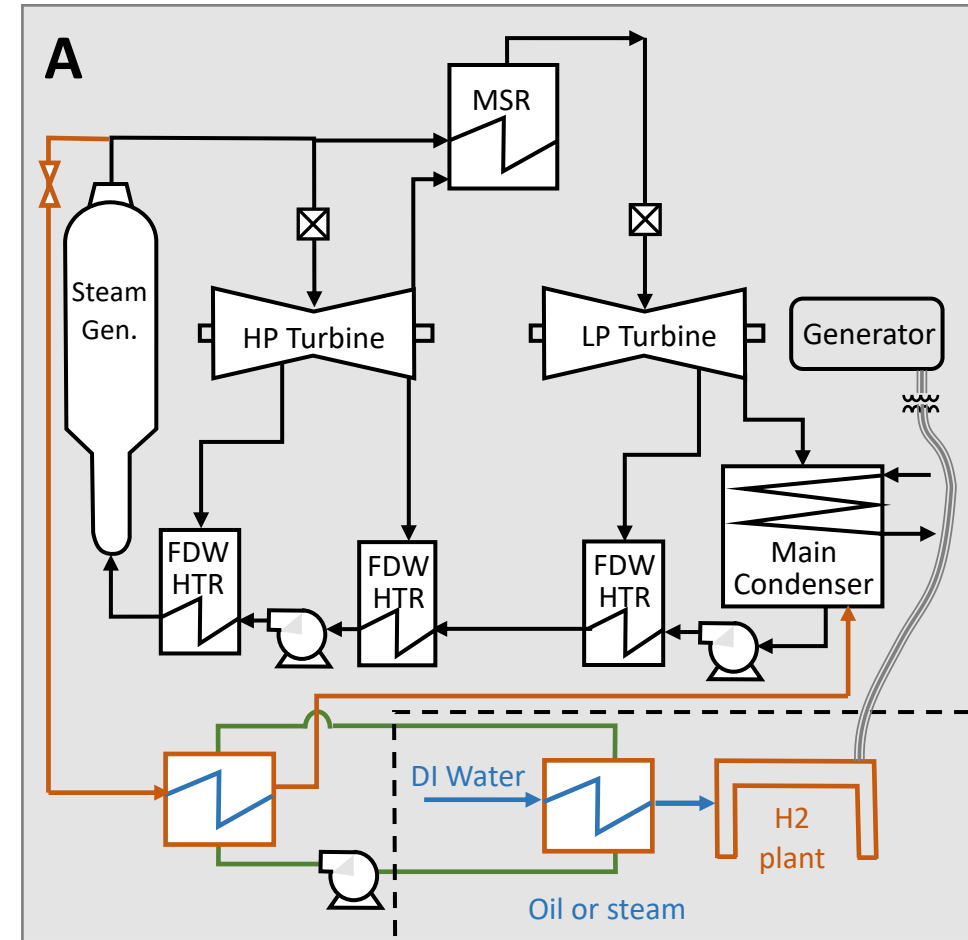 A
MSR
Steam
Gen.
HP Turbine
LP Turbine
Generator
FDW
HTR
FDW
HTR
FDW
HTR
Main
Condenser
DI Water
H2
plant
Oil or steam